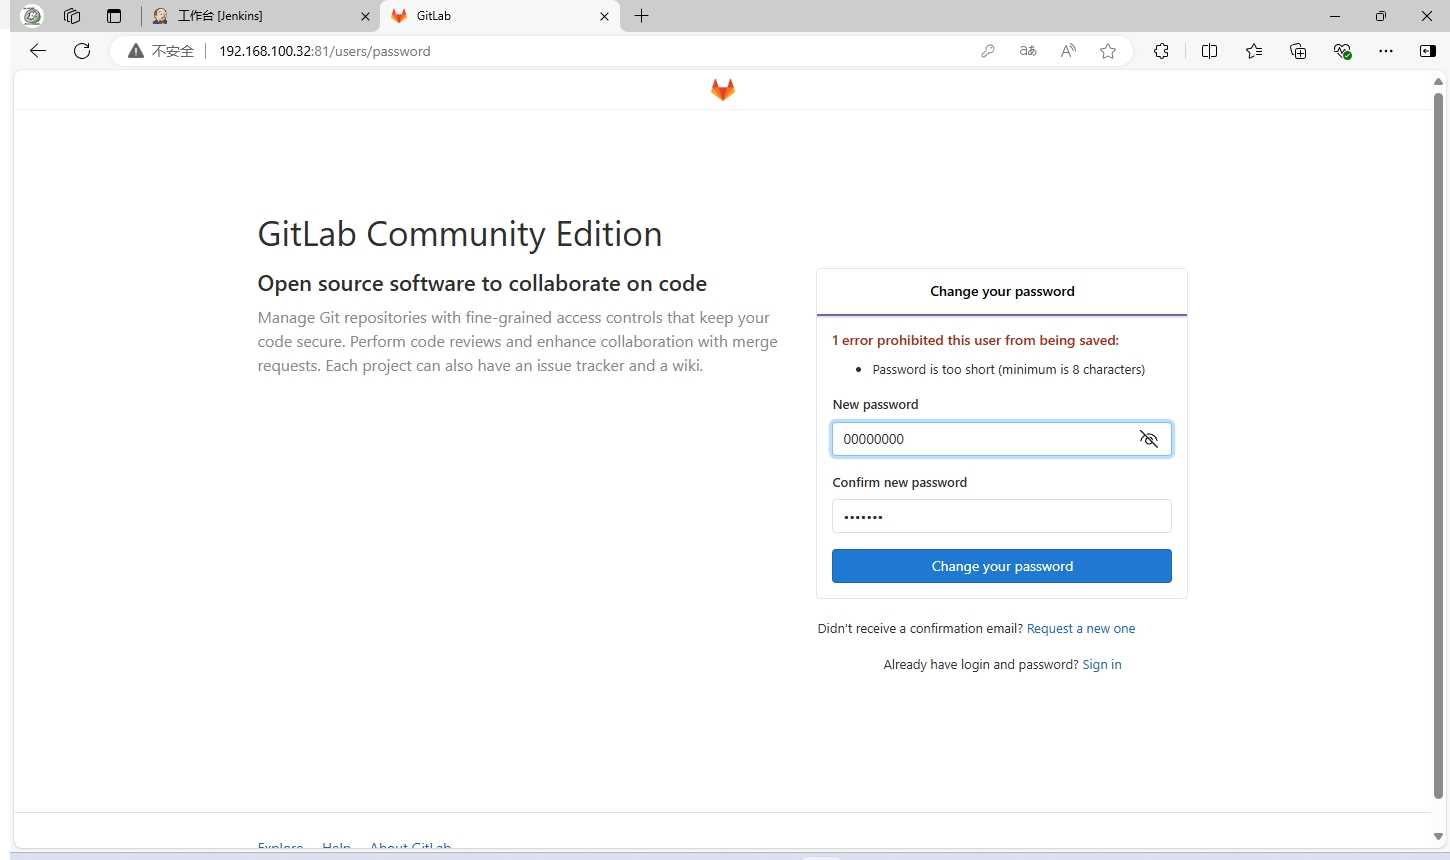 工作台 [Jenkins]
GitLab
不安全
192.168.100.32:81/users/password
GitLab Community Edition
Open source software to collaborate on code
Manage Git repositories with fine-grained access controls that keep your
code secure. Perform code reviews and enhance collaboration with merge
requests. Each project can also have an issue tracker and a wiki.
Change your password
1 error prohibited this user from being saved:
Password is too short (minimum is 8 characters)
New password
00000000
Confirm new password
•••••••
Change your password
Didn't receive a confirmation email? Request a new one
Already have login and password? Sign in
Explore Help About GitLab